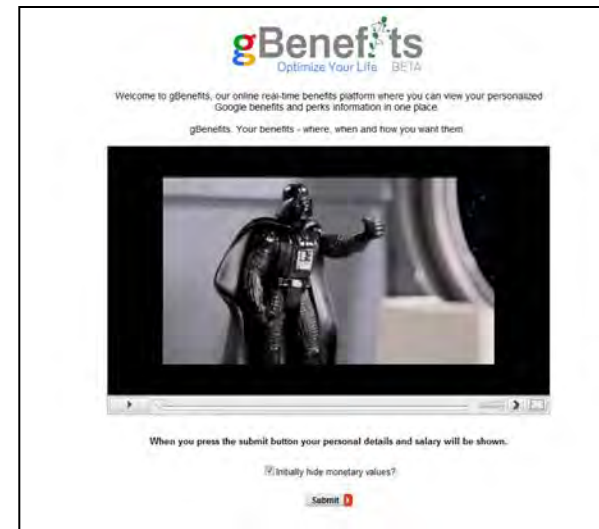 gBenefits
Optimize Your Life BETA
Welcome to gBenefits, our online real-time benefits platform where you can view your personalized
Google benefits and perks information in one place
gBenefits. Your benefits - where, when and how you want them
When you press the submit button your personal details and salary will be shown.
Initially hide monetary values?
Submit